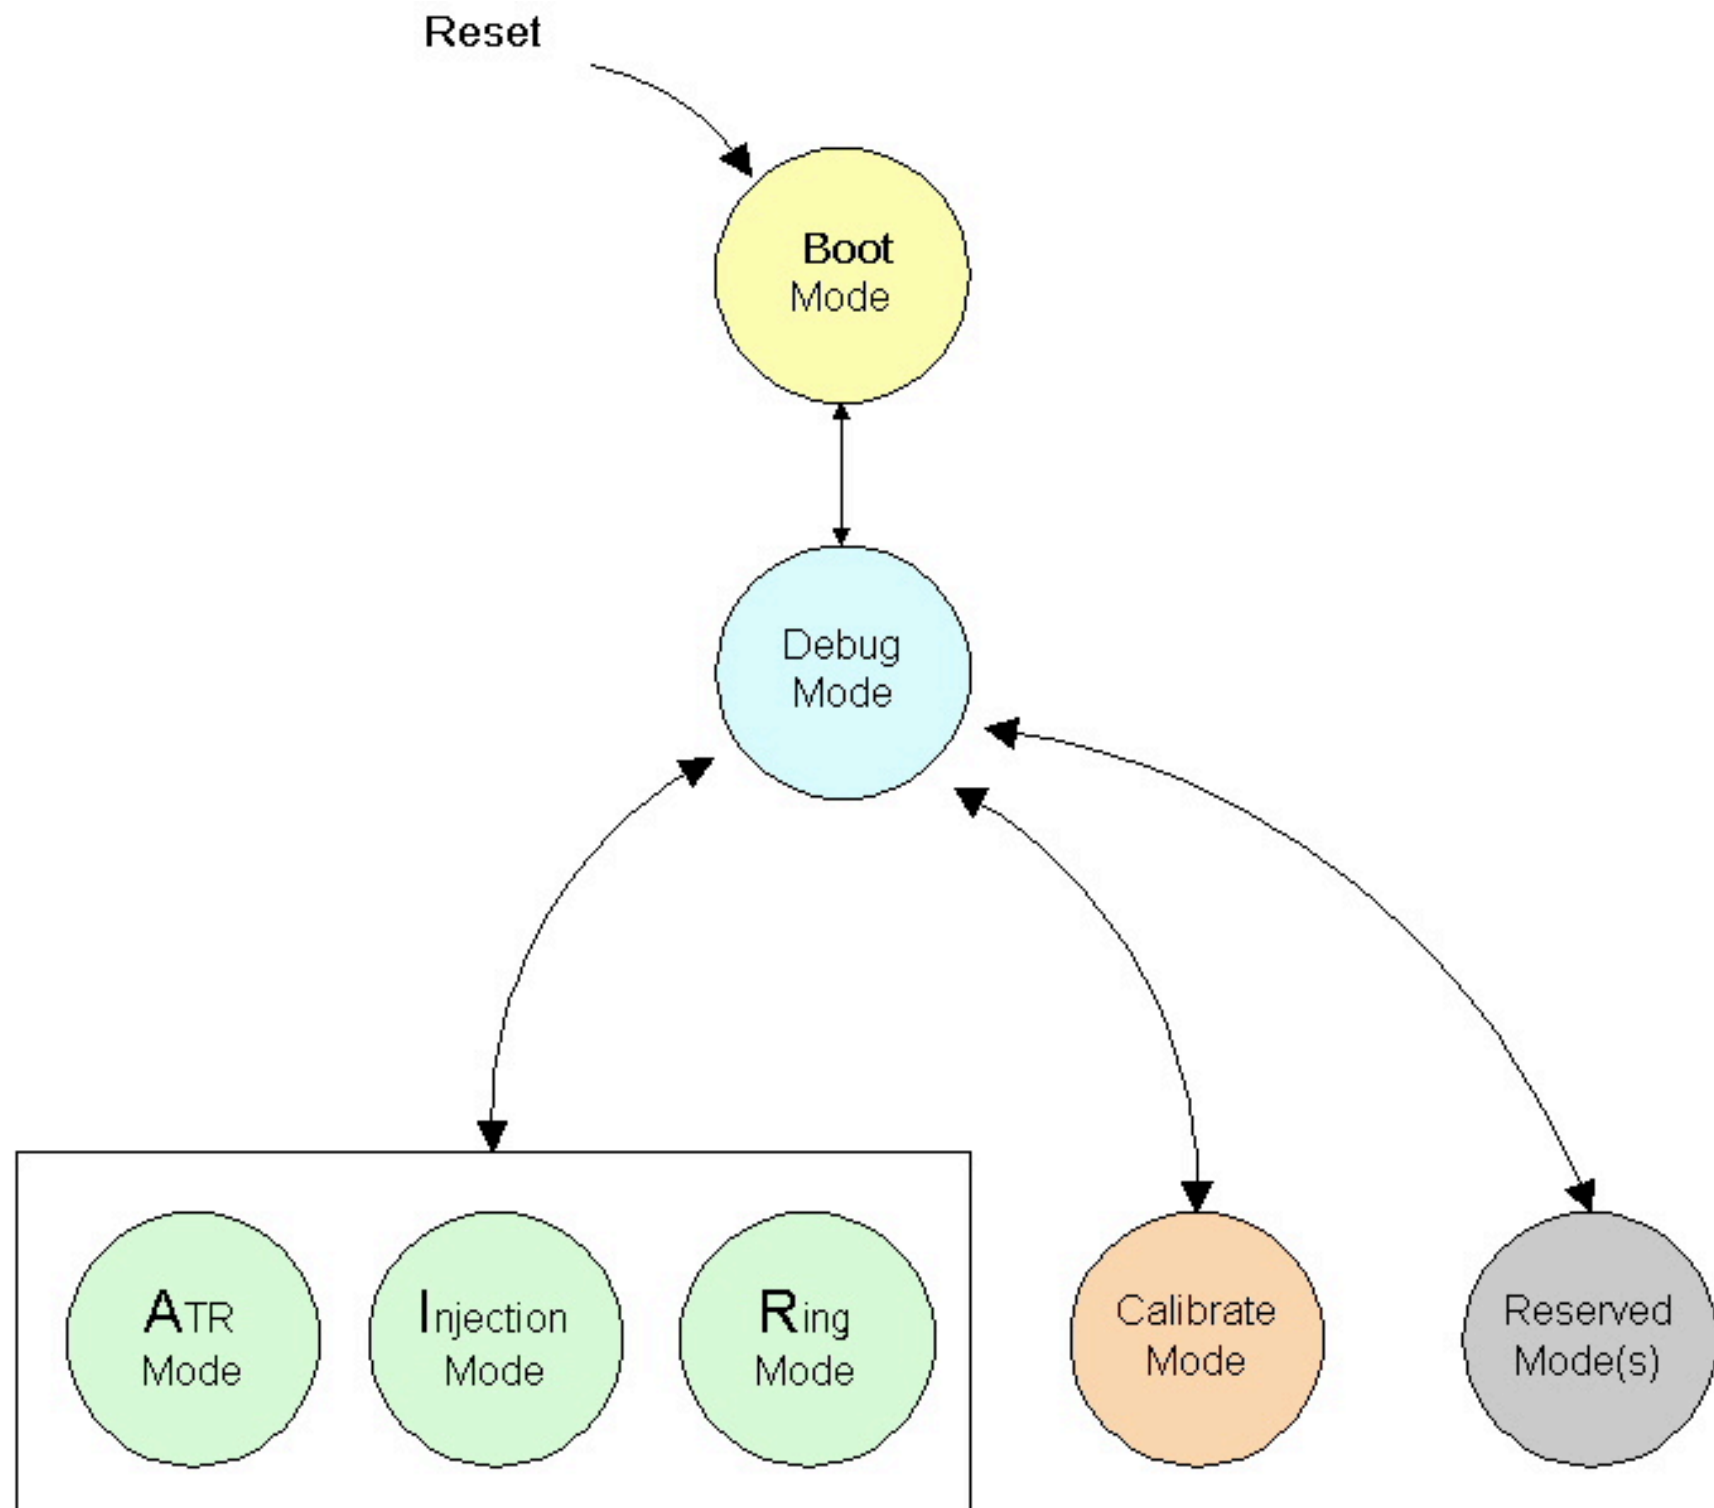 Reset
Boot
Mode
Debug
Mode
ATR
Mode
Injection
Mode
Ring
Mode
Calibrate
Mode
Reserved
Mode(s)